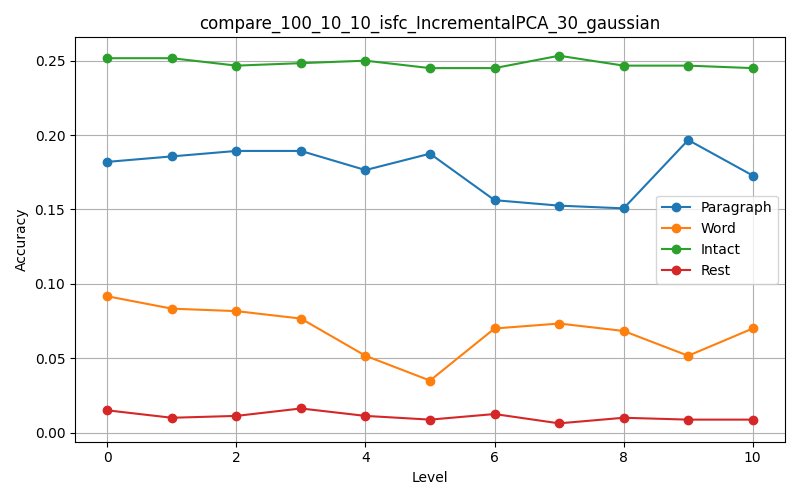 compare_100_10_10_isfc_IncrementalPCA_30_gaussian
0.25
0.20
0.15
0.10
0.05
0.00
Accuracy
Paragraph
Word
Intact
Rest
0 2 4 6 8 10
Level